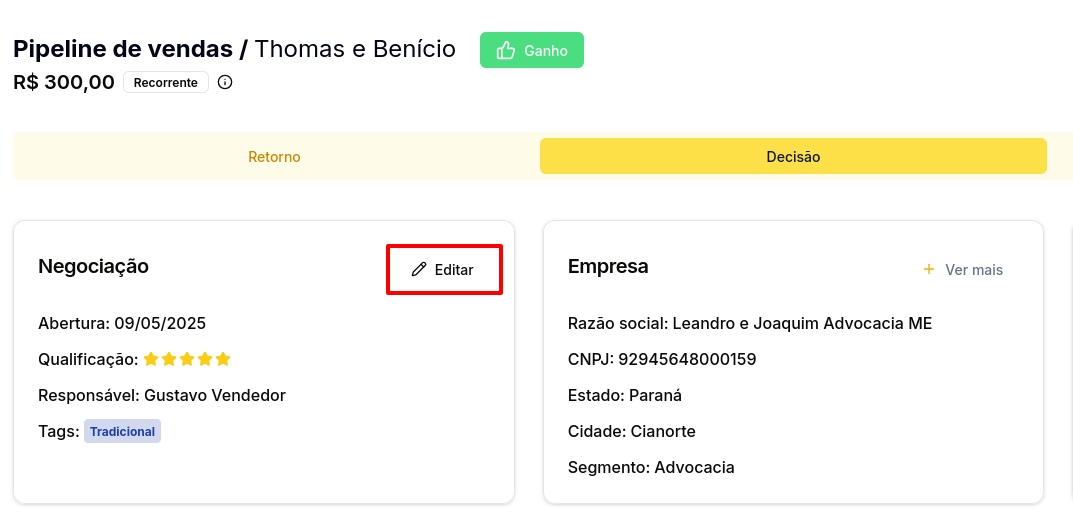 Pipeline de vendas / Thomas e Benício
Ganho
R$ 300,00 Recorrente
Retorno
Decisão
Negociação
Editar
Abertura: 09/05/2025
Qualificação:
Responsável: Gustavo Vendedor
Tags: Tradicional
Empresa
+ Ver mais
Razão social: Leandro e Joaquim Advocacia ME
CNPJ: 92945648000159
Estado: Paraná
Cidade: Cianorte
Segmento: Advocacia